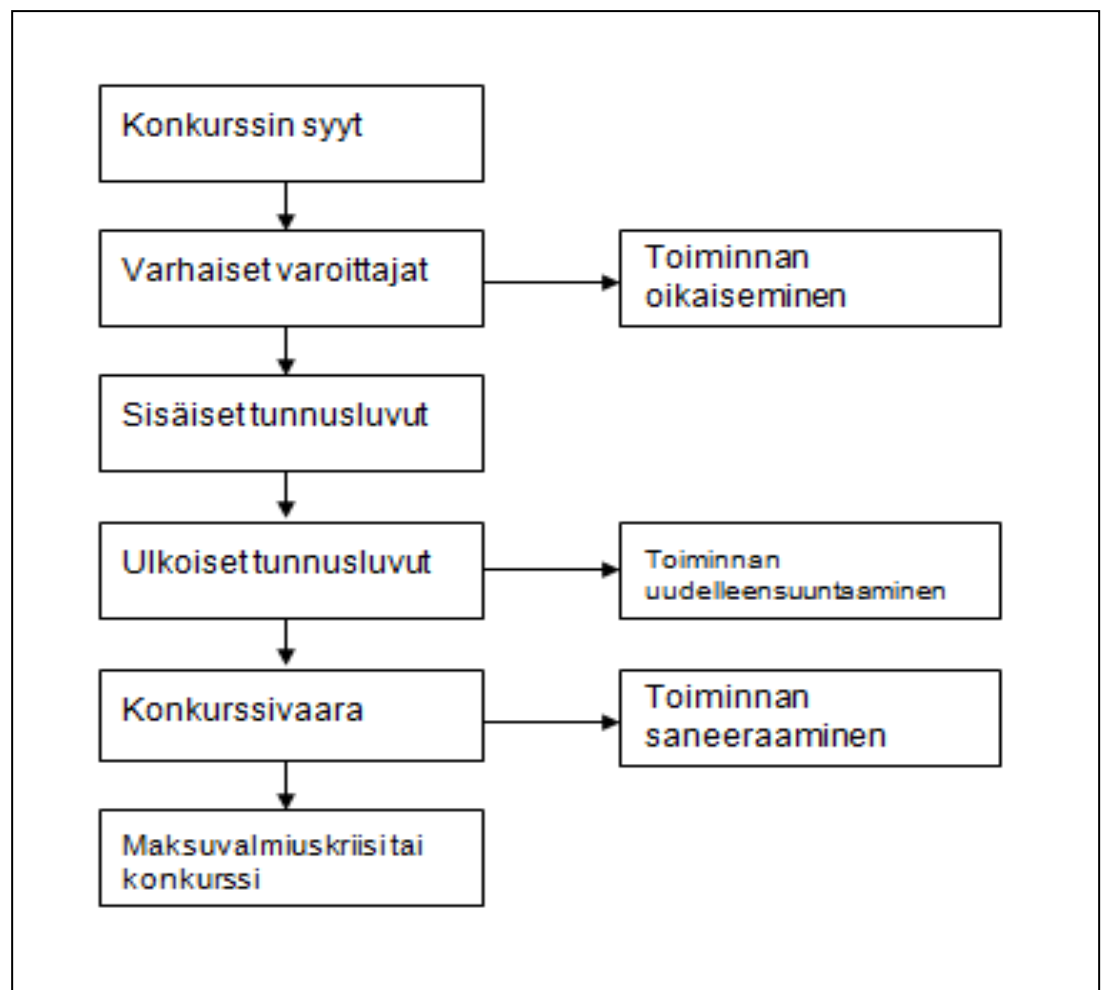 Konkurssin syyt
Varhaiset varoittajat
Toiminnan
oikaiseminen
Sisäiset tunnusluvut
Ulkoiset tunnusluvut
Toiminnan
uudelleensuuntaaminen
Konkurssivaara
Toiminnan
saneeraaminen
Maksuvalmiuskriisi tai
konkurssi